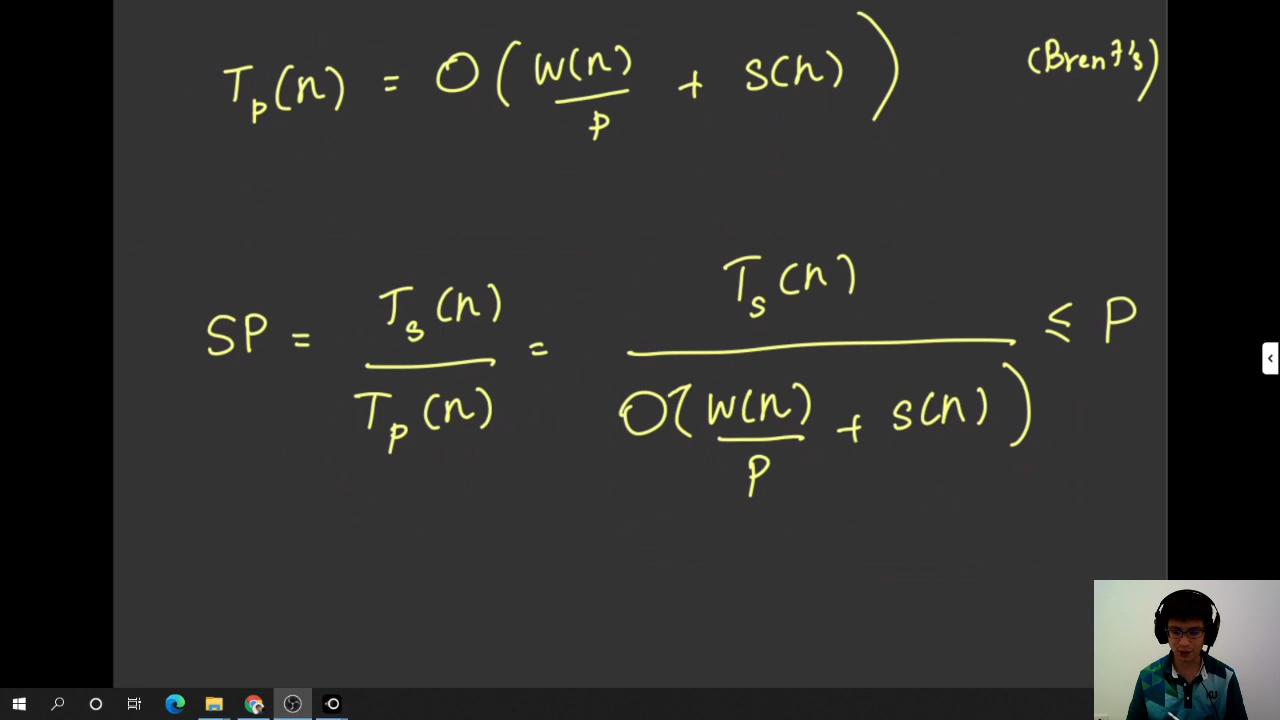 Tp(n) = O(W(n)/p + S(n)) (Brent's)
SP = Ts(n)/Tp(n) = Ts(n)/O(W(n)/p + S(n)) ≤ P